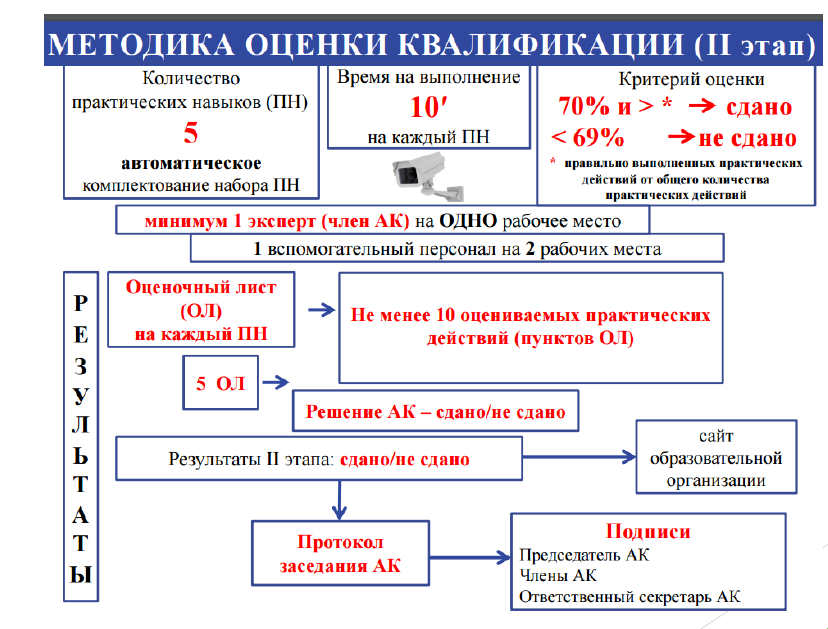 МЕТОДИКА ОЦЕНКИ КВАЛИФИКАЦИИ (II этап)
Количество
практических навыков (ПН)
5
автоматическое
комплектование набора ПН
Время на выполнение
10′
на каждый ПН
Критерий оценки
70% и > * → сдано
< 69% → не сдано
* правильно выполненных практических
действий от общего количества
практических действий
минимум 1 эксперт (член АК) на ОДНО рабочее место
1 вспомогательный персонал на 2 рабочих места
Р
Е
З
У
Л
Ь
Т
А
Т
Ы
Оценочный лист
(ОЛ)
на каждый ПН
Не менее 10 оцениваемых практических
действий (пунктов ОЛ)
5 ОЛ
Решение АК – сдано/не сдано
Результаты II этапа: сдано/не сдано
сайт
образовательной
организации
Протокол
заседания АК
Подписи
Председатель АК
Члены АК
Ответственный секретарь АК